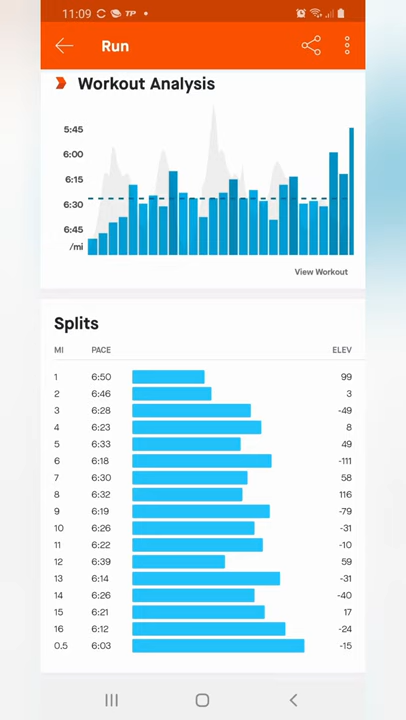 11:09 TP
Run
Workout Analysis
5:45
6:00
6:15
6:30
6:45
/mi
View Workout
Splits
MI PACE ELEV
1 6:50 99
2 6:46 3
3 6:28 -49
4 6:23 8
5 6:33 49
6 6:18 -111
7 6:30 58
8 6:32 116
9 6:19 -79
10 6:26 -31
11 6:22 -10
12 6:39 59
13 6:14 -31
14 6:26 -40
15 6:21 17
16 6:12 -24
0.5 6:03 -15